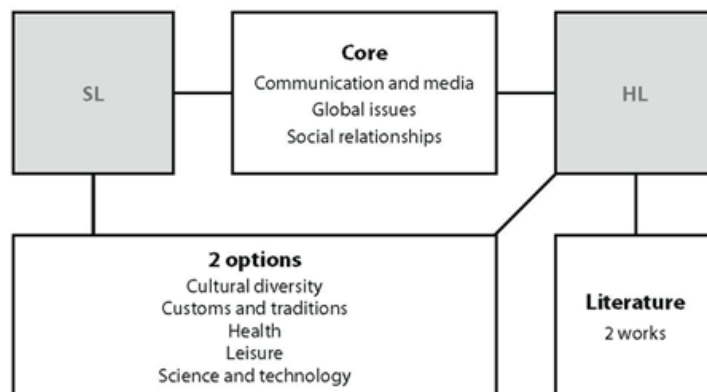 SL
Core
Communication and media
Global issues
Social relationships
HL
2 options
Cultural diversity
Customs and traditions
Health
Leisure
Science and technology
Literature
2 works